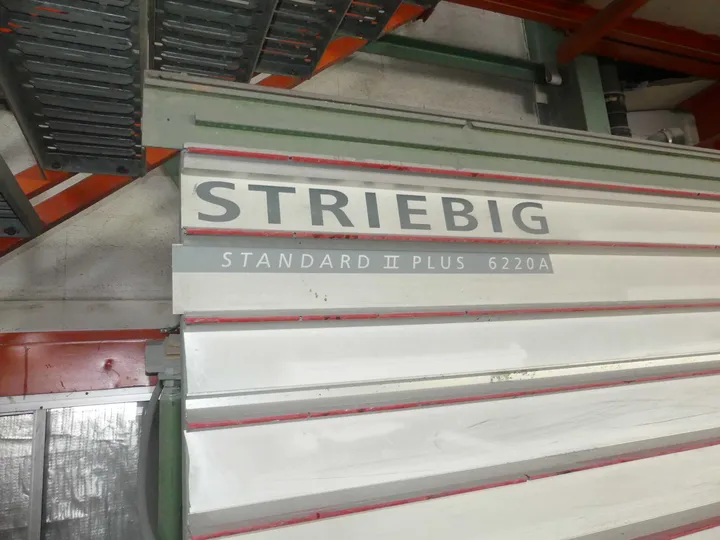 STRIEBIG
STANDARD II PLUS 6220A